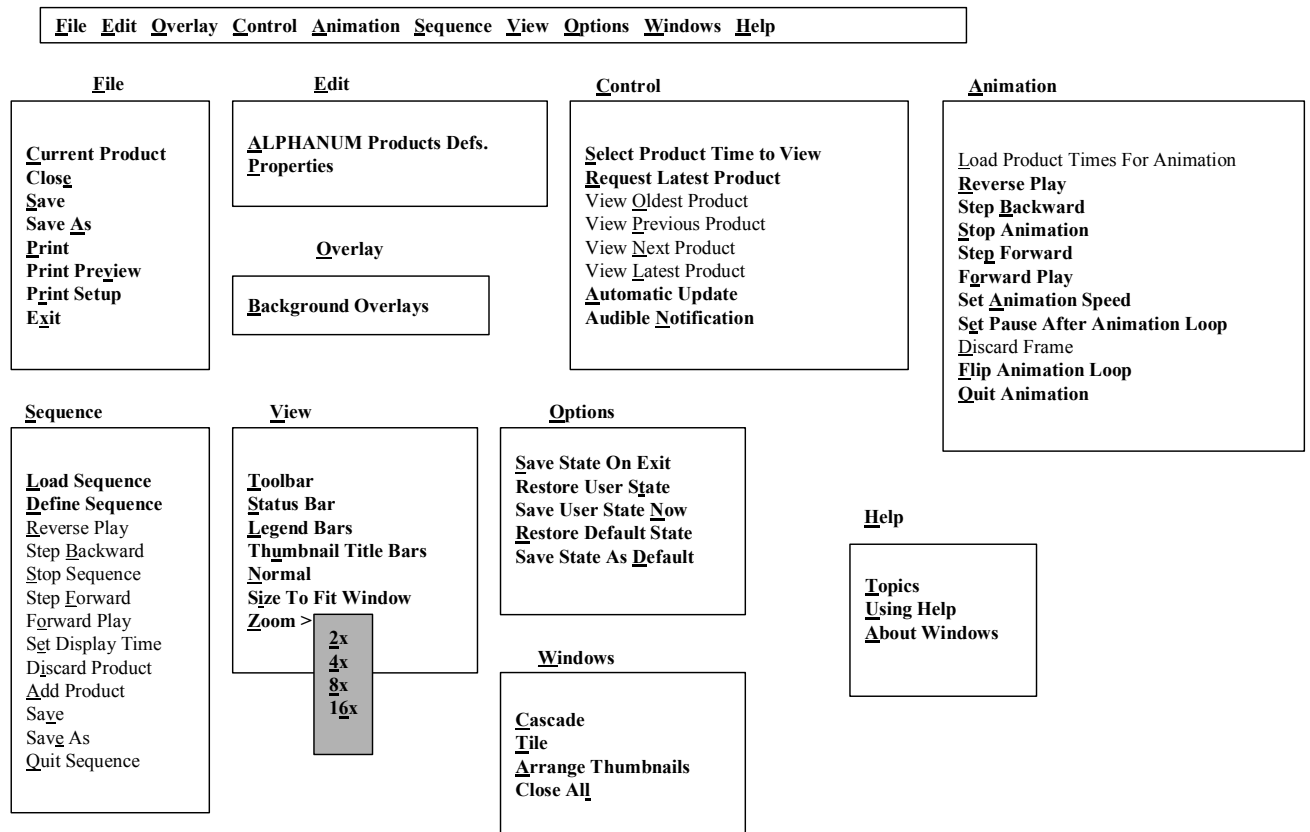 File Edit Overlay Control Animation Sequence View Options Windows Help
File
Current Product
Close
Save
Save As
Print
Print Preview
Print Setup
Exit
Edit
ALPHANUM Products Defs.
Properties
Overlay
Background Overlays
Control
Select Product Time to View
Request Latest Product
View Oldest Product
View Previous Product
View Next Product
View Latest Product
Automatic Update
Audible Notification
Animation
Load Product Times For Animation
Reverse Play
Step Backward
Stop Animation
Step Forward
Forward Play
Set Animation Speed
Set Pause After Animation Loop
Discard Frame
Flip Animation Loop
Quit Animation
Sequence
Load Sequence
Define Sequence
Reverse Play
Step Backward
Stop Sequence
Step Forward
Forward Play
Set Display Time
Discard Product
Add Product
Save
Save As
Quit Sequence
View
Toolbar
Status Bar
Legend Bars
Thumbnail Title Bars
Normal
Size To Fit Window
Zoom >
2x
4x
8x
16x
Options
Save State On Exit
Restore User State
Save User State Now
Restore Default State
Save State As Default
Windows
Cascade
Tile
Arrange Thumbnails
Close All
Help
Topics
Using Help
About Windows